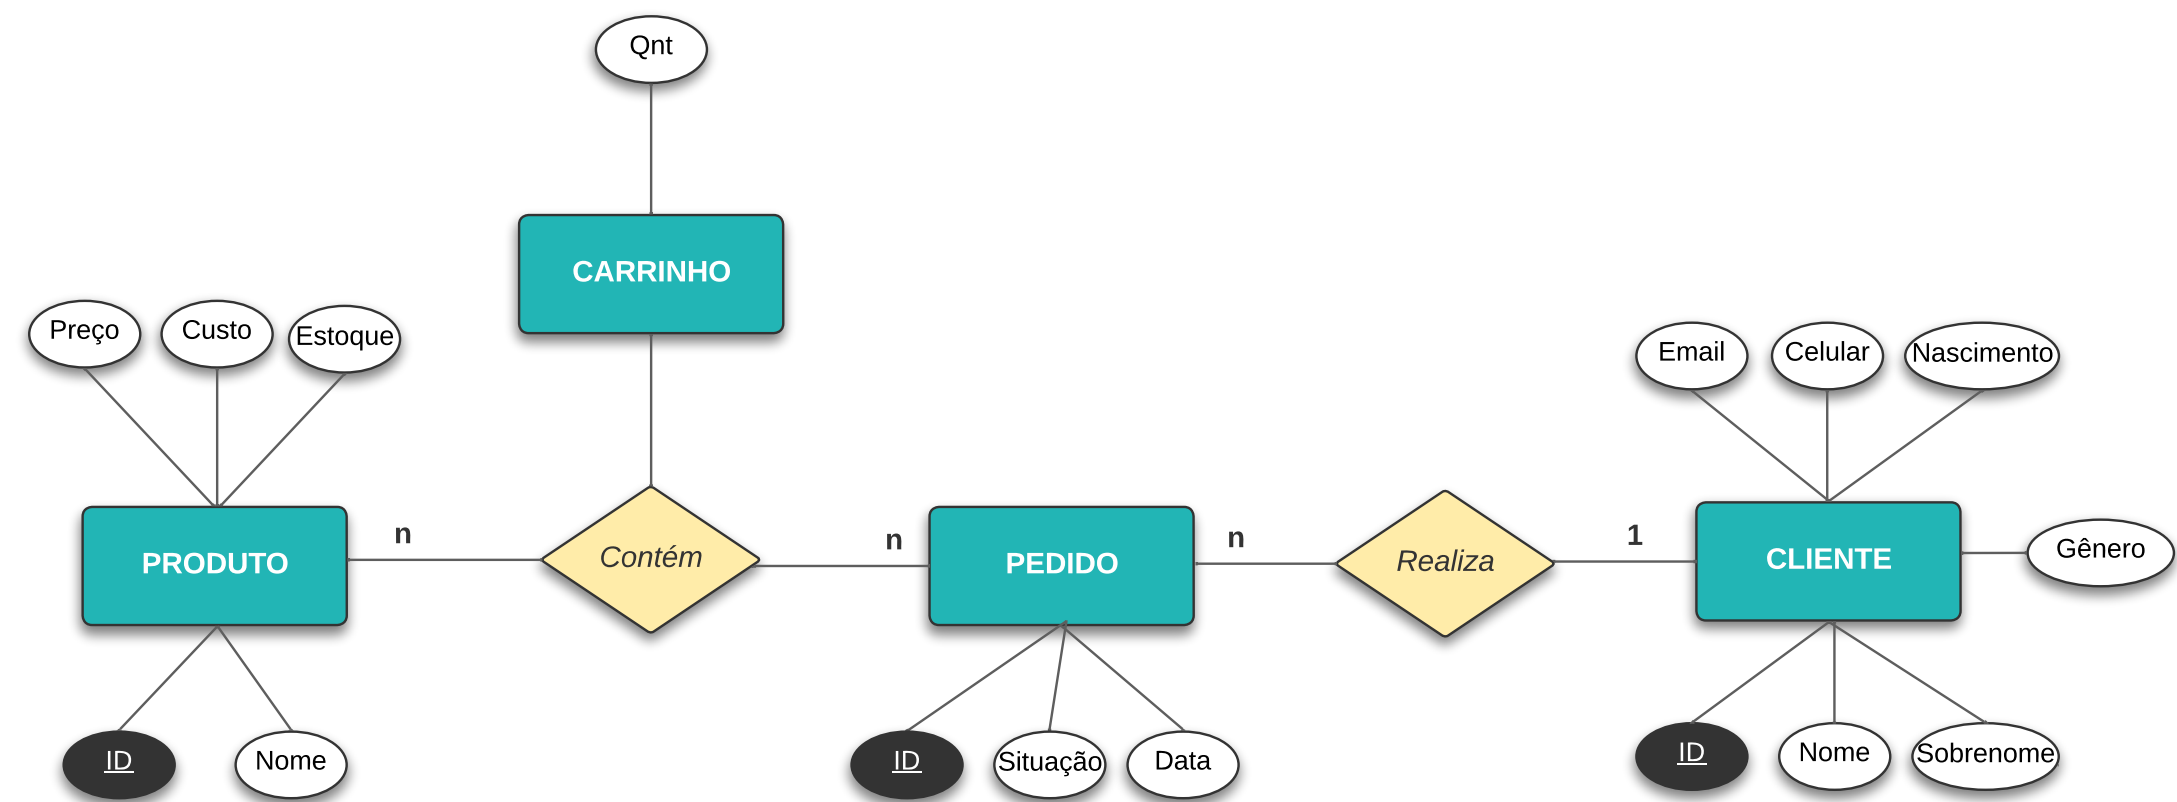 Qnt
CARRINHO
Preço
Custo
Estoque
Email
Celular
Nascimento
n
n
n
1
PRODUTO
Contém
PEDIDO
Realiza
CLIENTE
Gênero
ID
Nome
ID
Situação
Data
ID
Nome
Sobrenome